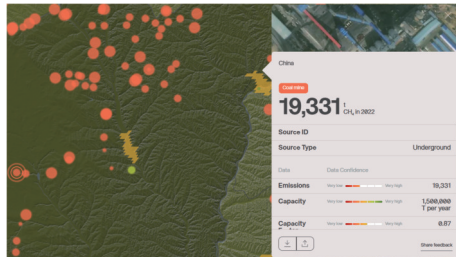 China
Coal mine
19,331 t
CH₄ in 2022
Source ID
Source Type Underground
Data Data Confidence
Emissions Very low Very high 19,331
Capacity Very low Very high 1,500,000
T per year
Capacity Very low Very high 0.87
Share feedback